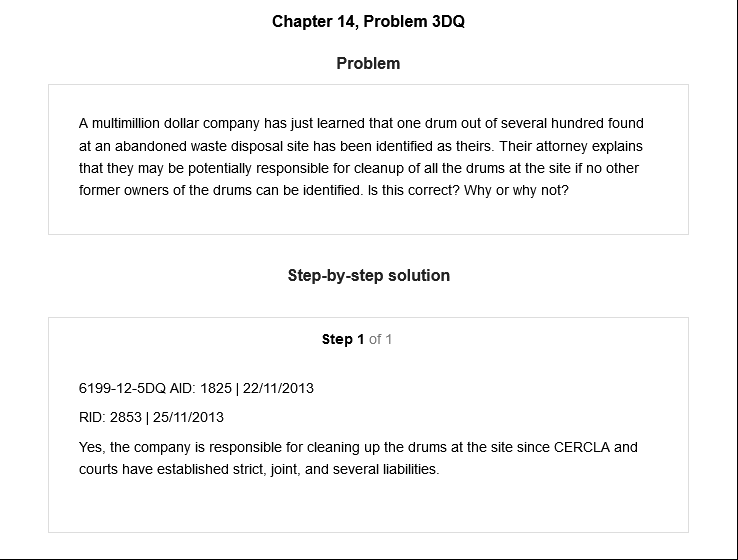 Chapter 14, Problem 3DQ
Problem
A multimillion dollar company has just learned that one drum out of several hundred found
at an abandoned waste disposal site has been identified as theirs. Their attorney explains
that they may be potentially responsible for cleanup of all the drums at the site if no other
former owners of the drums can be identified. Is this correct? Why or why not?
Step-by-step solution
Step 1 of 1
6199-12-5DQ AID: 1825 | 22/11/2013
RID: 2853 | 25/11/2013
Yes, the company is responsible for cleaning up the drums at the site since CERCLA and
courts have established strict, joint, and several liabilities.